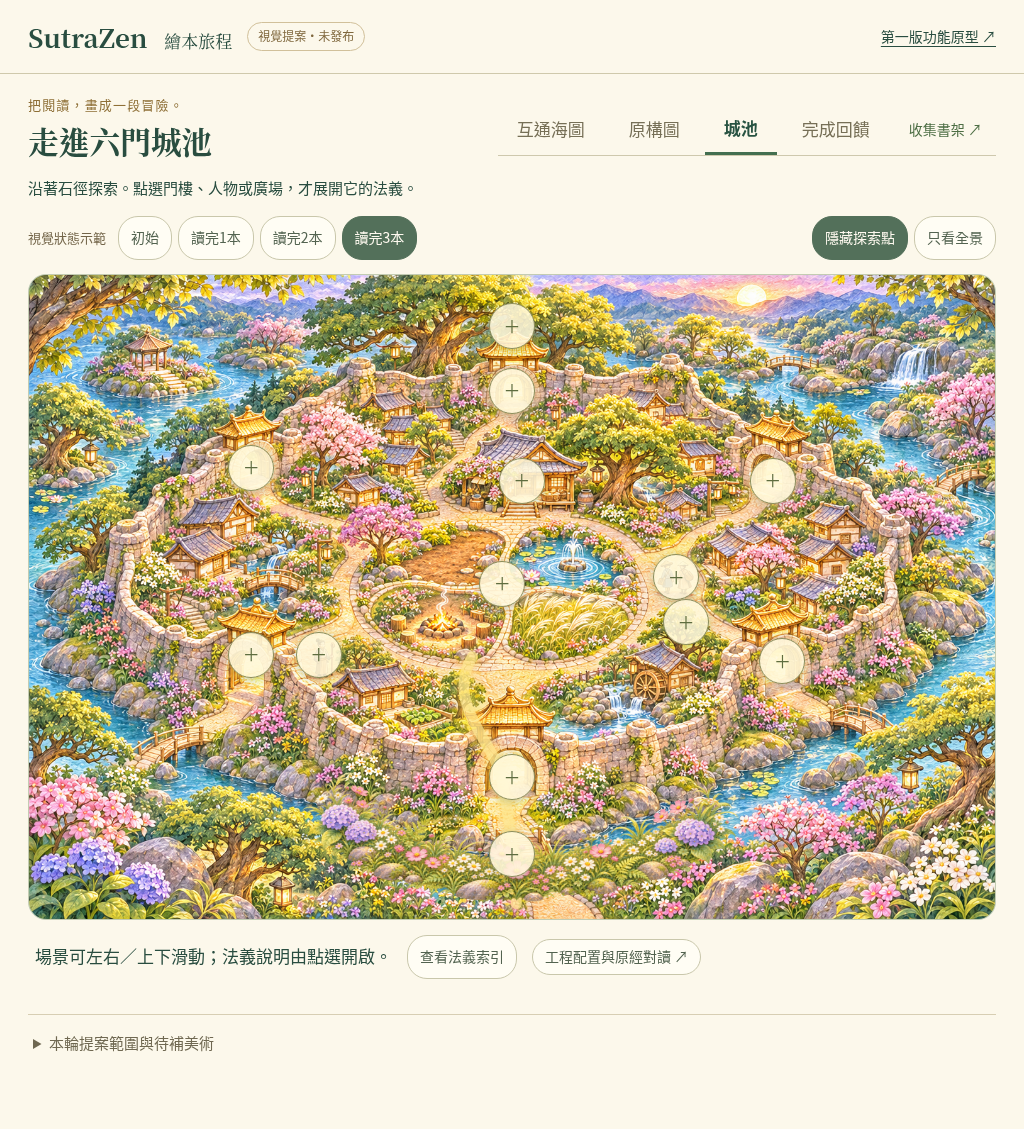 SutraZen 繪本旅程 視覺提案・未發布 第一版功能原型 ↗
把閱讀，畫成一段冒險。
走進六門城池
互通海圖 原構圖 城池 完成回饋 收集書架 ↗
沿著石徑探索。點選門樓、人物或廣場，才展開它的法義。
視覺狀態示範 初始 讀完1本 讀完2本 讀完3本 隱藏探索點 只看全景
場景可左右／上下滑動；法義說明由點選開啟。 查看法義索引 工程配置與原經對讀 ↗
▶ 本輪提案範圍與待補美術